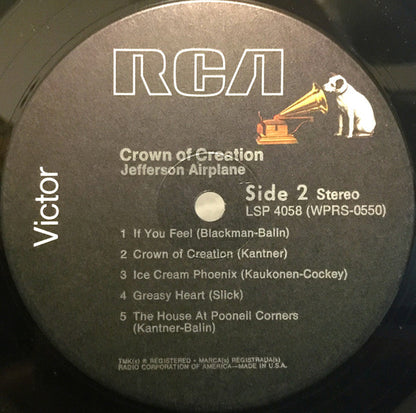 RCA
Victor
Crown of Creation
Jefferson Airplane
Side 2 Stereo
LSP 4058 (WPRS-0550)
1 If You Feel (Blackman-Balin)
2 Crown of Creation (Kantner)
3 Ice Cream Phoenix (Kaukonen-Cockey)
4 Greasy Heart (Slick)
5 The House At Pooneil Corners
(Kantner-Balin)
TMK(s) ® REGISTERED • MARCA(s) REGISTRADA(s)
RADIO CORPORATION OF AMERICA—MADE IN U.S.A.